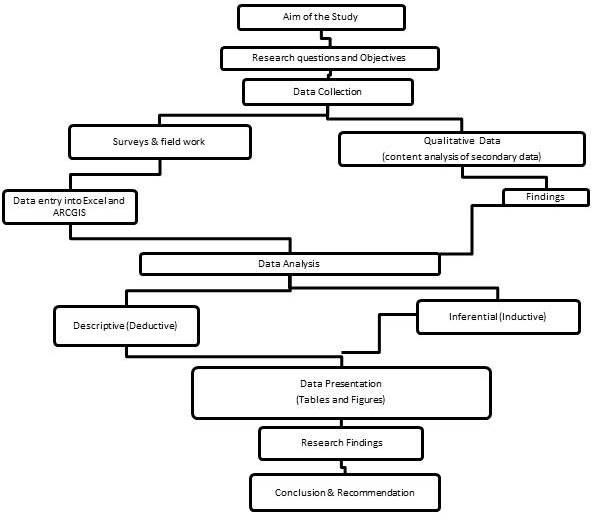 Aim of the Study
Research questions and Objectives
Data Collection
Surveys & field work
Qualitative Data
(content analysis of secondary data)
Data entry into Excel and
ARCGIS
Findings
Data Analysis
Descriptive (Deductive)
Inferential (Inductive)
Data Presentation
(Tables and Figures)
Research Findings
Conclusion & Recommendation